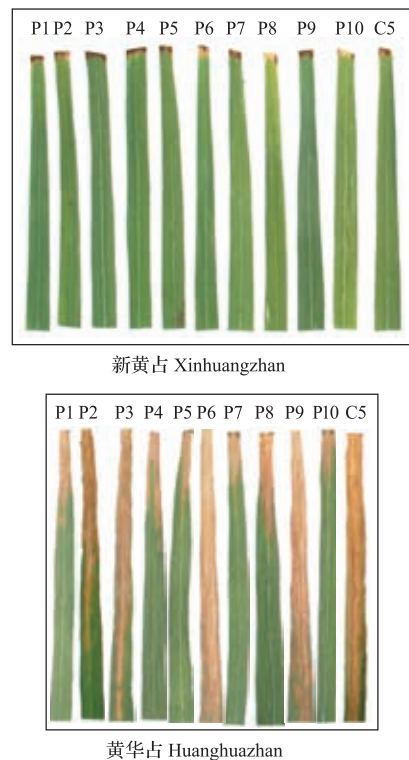 P1 P2 P3 P4 P5 P6 P7 P8 P9 P10 C5
新黄占 Xinhuangzhan
P1 P2 P3 P4 P5 P6 P7 P8 P9 P10 C5
黄华占 Huanghuazhan